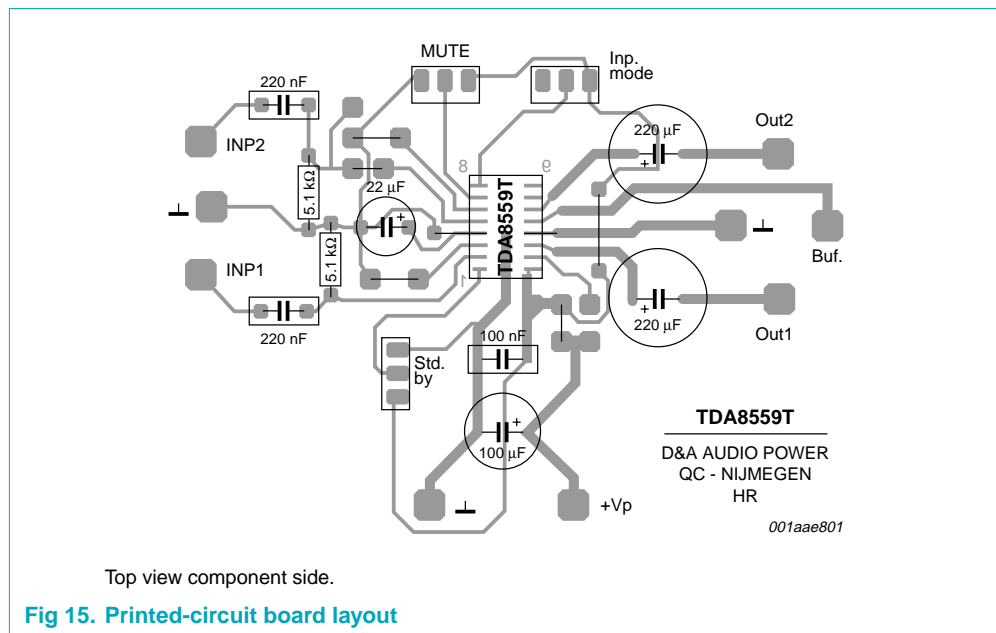 MUTE
Inp.
mode
220 nF
INP2
5.1 kΩ
22 µF
+
8
9
220 µF
+
Out2
TDA8559T
5.1 kΩ
INP1
220 nF
1
Buf.
+
220 µF
Out1
Std.
by
100 nF
+
100 µF
+Vp
TDA8559T
D&A AUDIO POWER
QC - NIJMEGEN
HR
001aae801
Top view component side.
Fig 15. Printed-circuit board layout